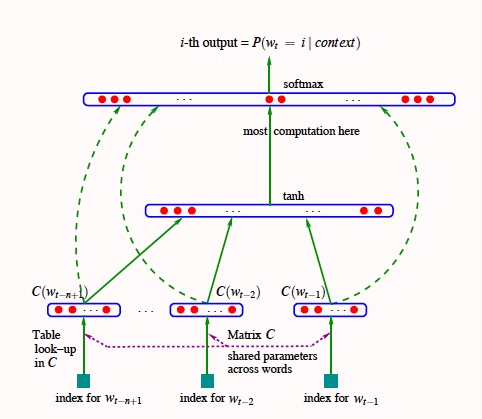 i-th output = P(w_t = i | context)
softmax
... ...
most computation here
tanh
... ...
C(w_{t−n+1}) C(w_{t−2}) C(w_{t−1})
... ... ... ...
Table Matrix C
look–up shared parameters
in C across words
index for w_{t−n+1} index for w_{t−2} index for w_{t−1}